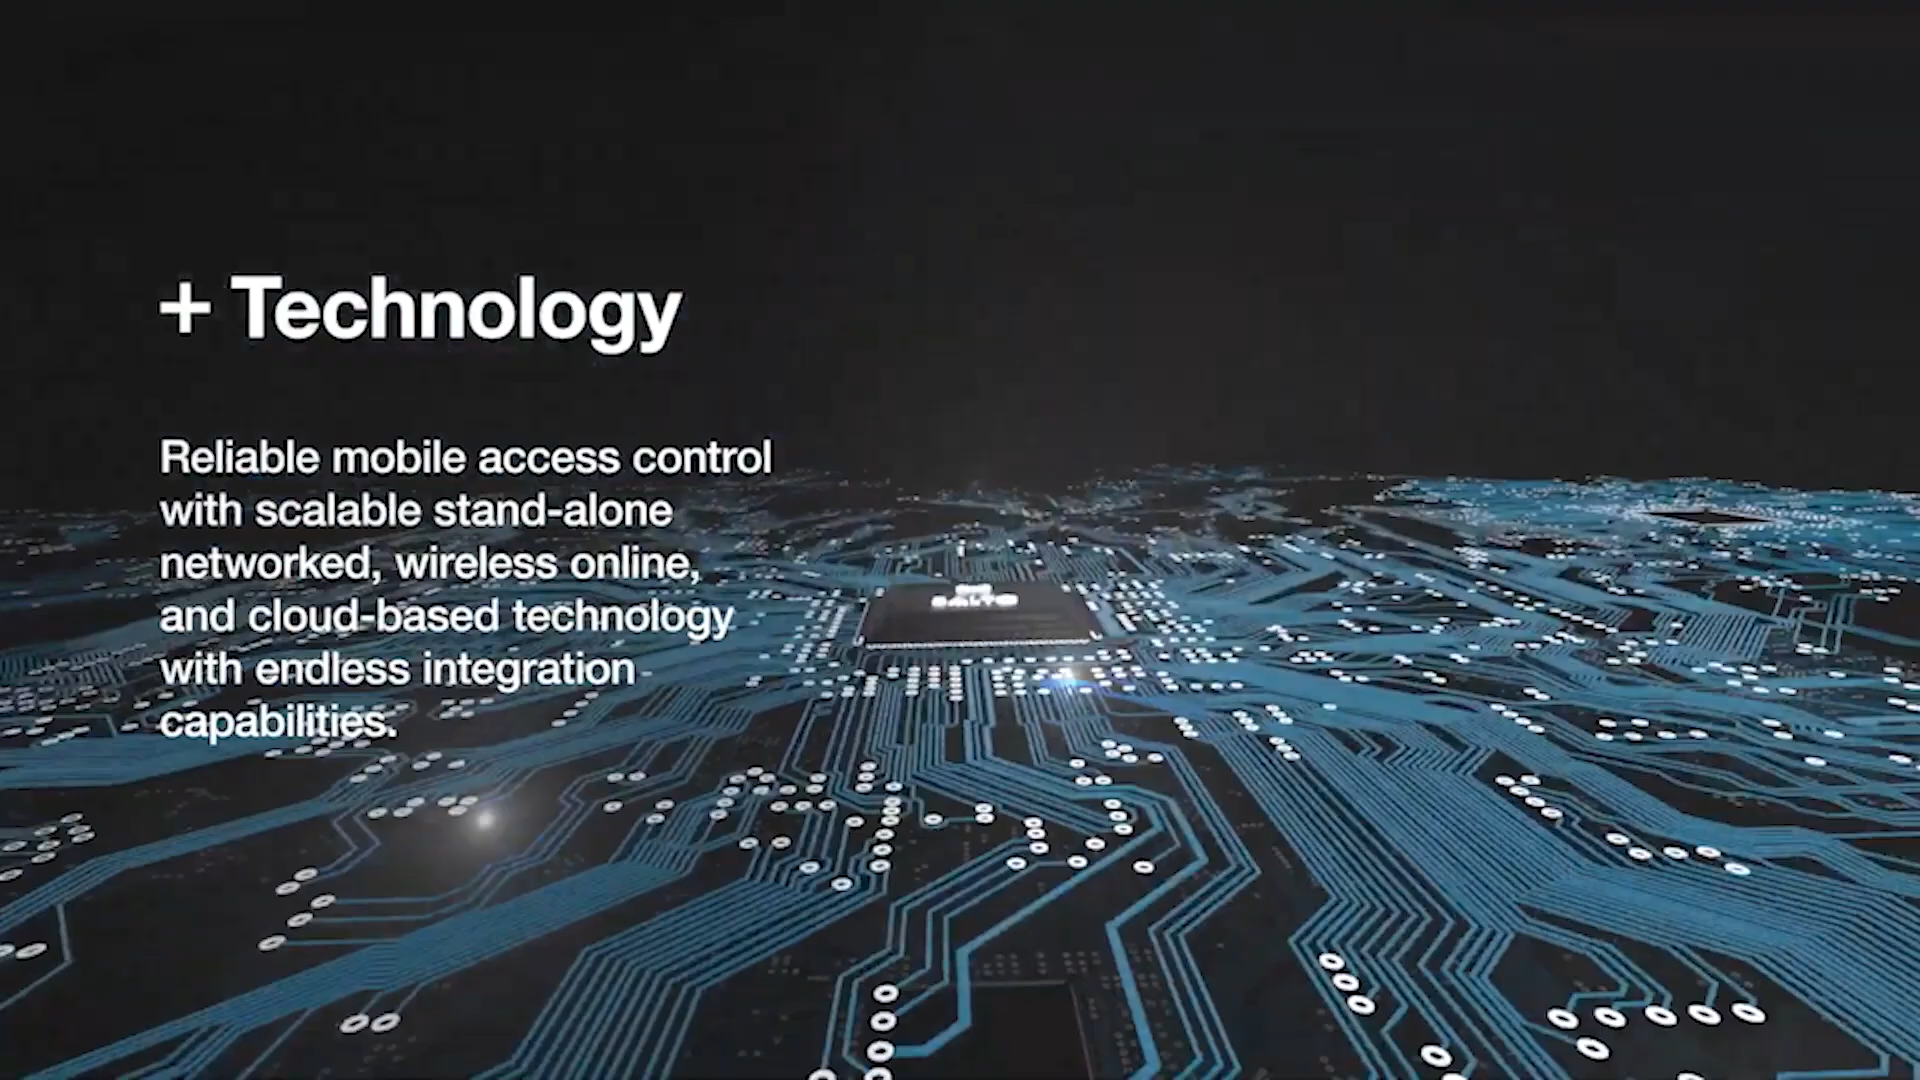 + Technology
Reliable mobile access control
with scalable stand-alone
networked, wireless online,
and cloud-based technology
with endless integration
capabilities.